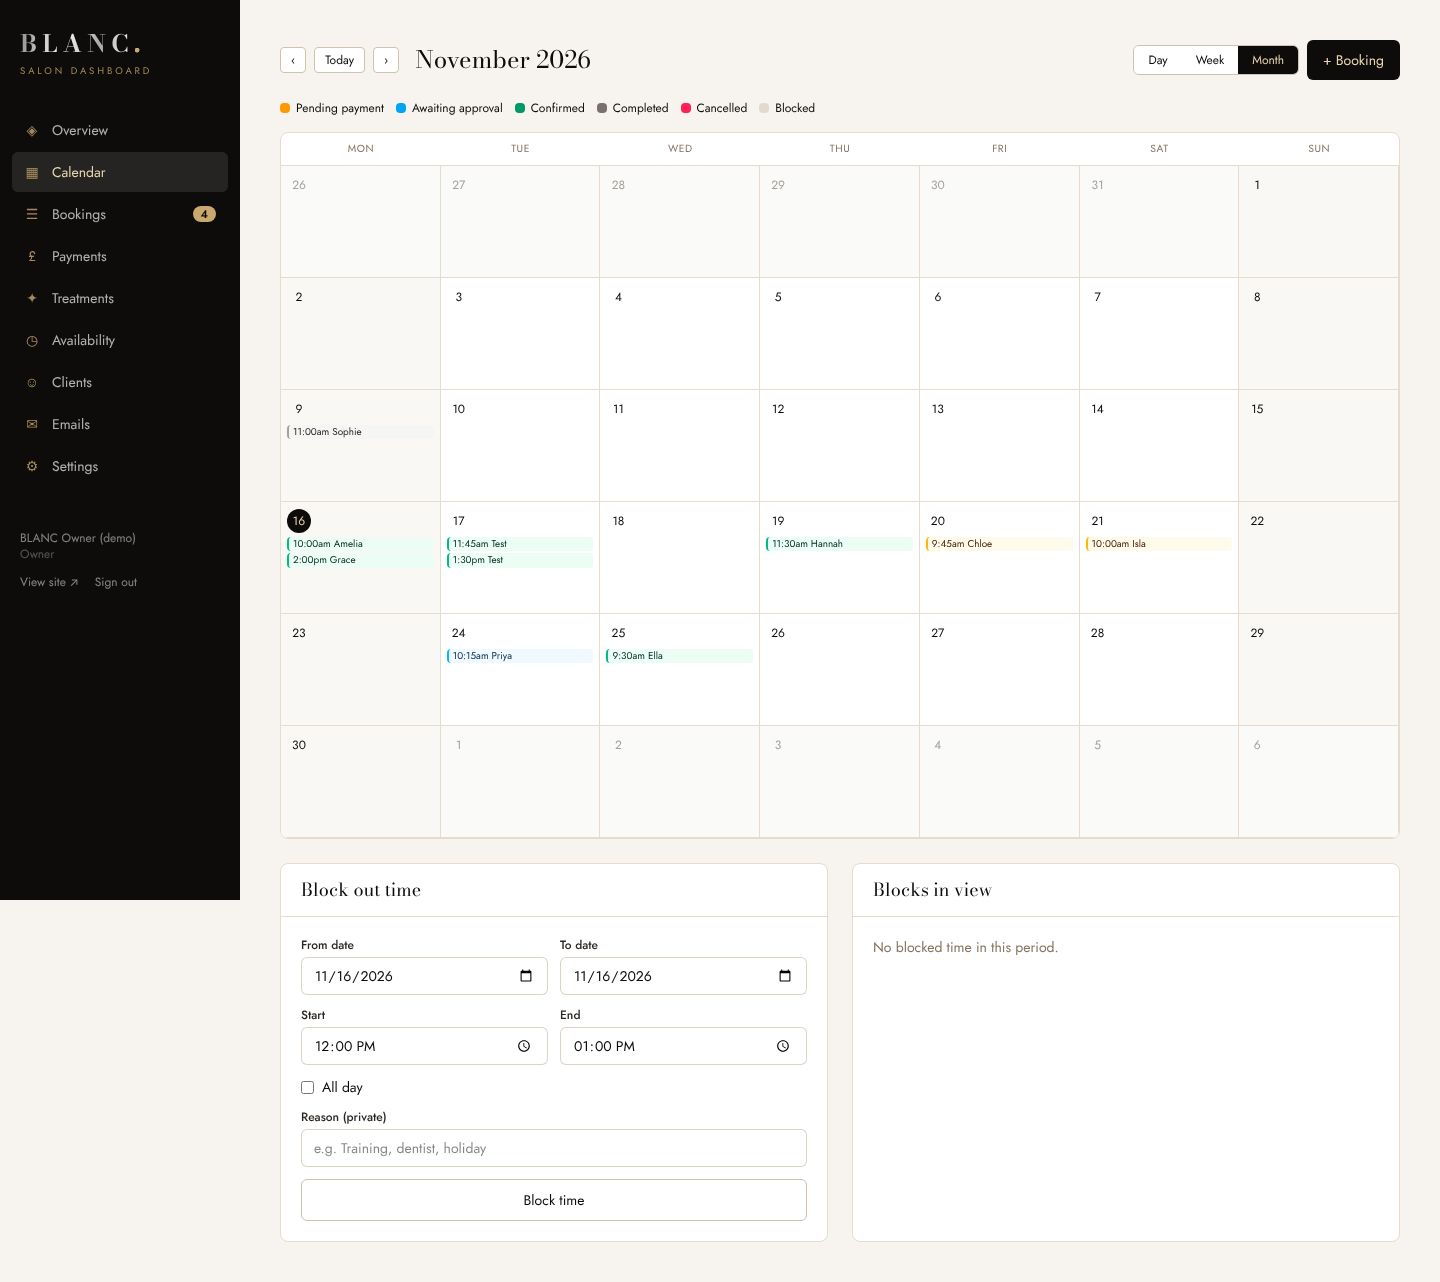 BLANC.
SALON DASHBOARD
Overview
Calendar
Bookings 4
£ Payments
Treatments
Availability
Clients
Emails
Settings
BLANC Owner (demo)
Owner
View site ↗ Sign out
‹ Today › November 2026
Day Week Month + Booking
Pending payment Awaiting approval Confirmed Completed Cancelled Blocked
MON TUE WED THU FRI SAT SUN
26 27 28 29 30 31 1
2 3 4 5 6 7 8
9 10 11 12 13 14 15
11:00am Sophie
16 17 18 19 20 21 22
10:00am Amelia 11:45am Test 11:30am Hannah 9:45am Chloe 10:00am Isla
2:00pm Grace 1:30pm Test
23 24 25 26 27 28 29
10:15am Priya 9:30am Ella
30 1 2 3 4 5 6
Block out time
From date To date
11/16/2026 11/16/2026
Start End
12:00 PM 01:00 PM
All day
Reason (private)
e.g. Training, dentist, holiday
Block time
Blocks in view
No blocked time in this period.